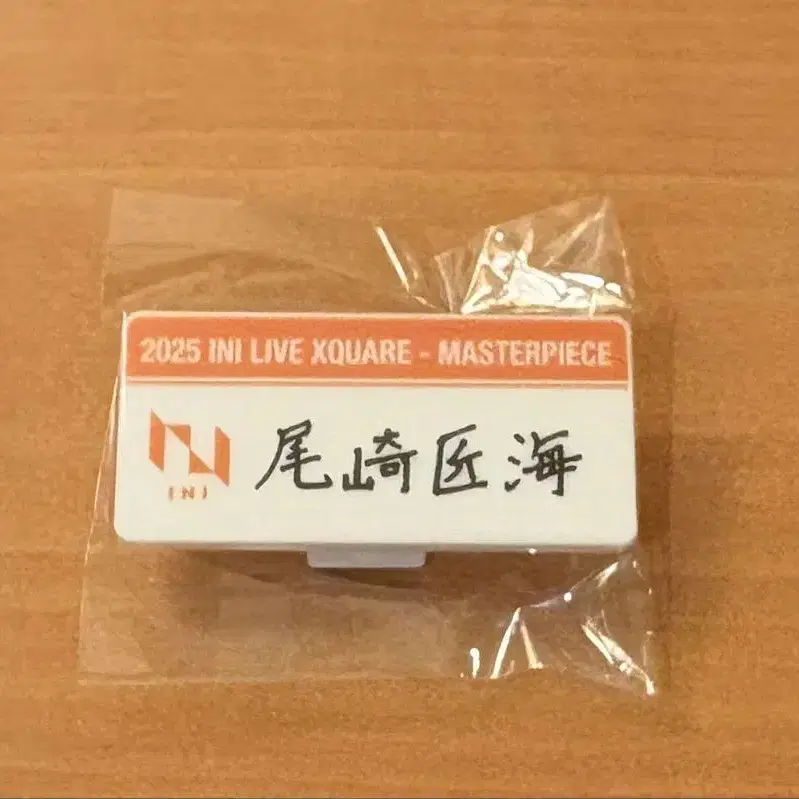 2025 INI LIVE XQUARE - MASTERPIECE
尾崎匠海
INI